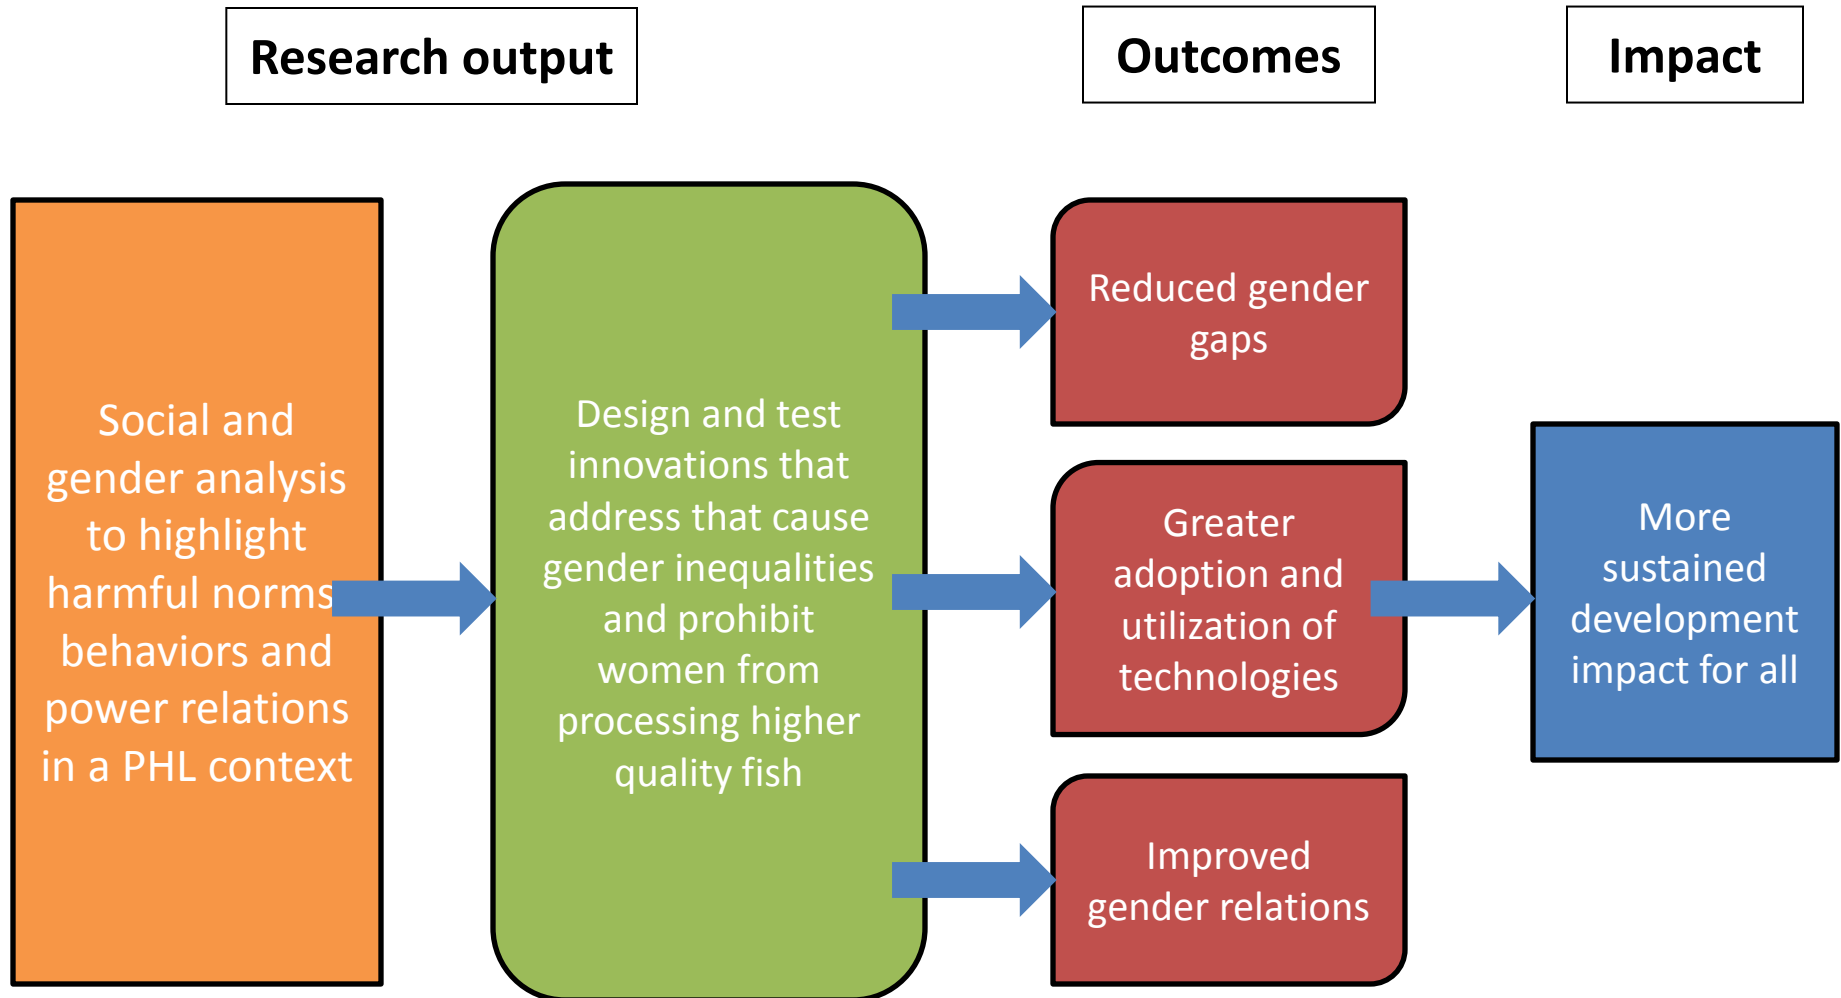 Research output
Outcomes
Impact
Social and
gender analysis
to highlight
harmful norms
behaviors and
power relations
in a PHL context
Design and test
innovations that
address that cause
gender inequalities
and prohibit
women from
processing higher
quality fish
Reduced gender
gaps
Greater
adoption and
utilization of
technologies
Improved
gender relations
More
sustained
development
impact for all